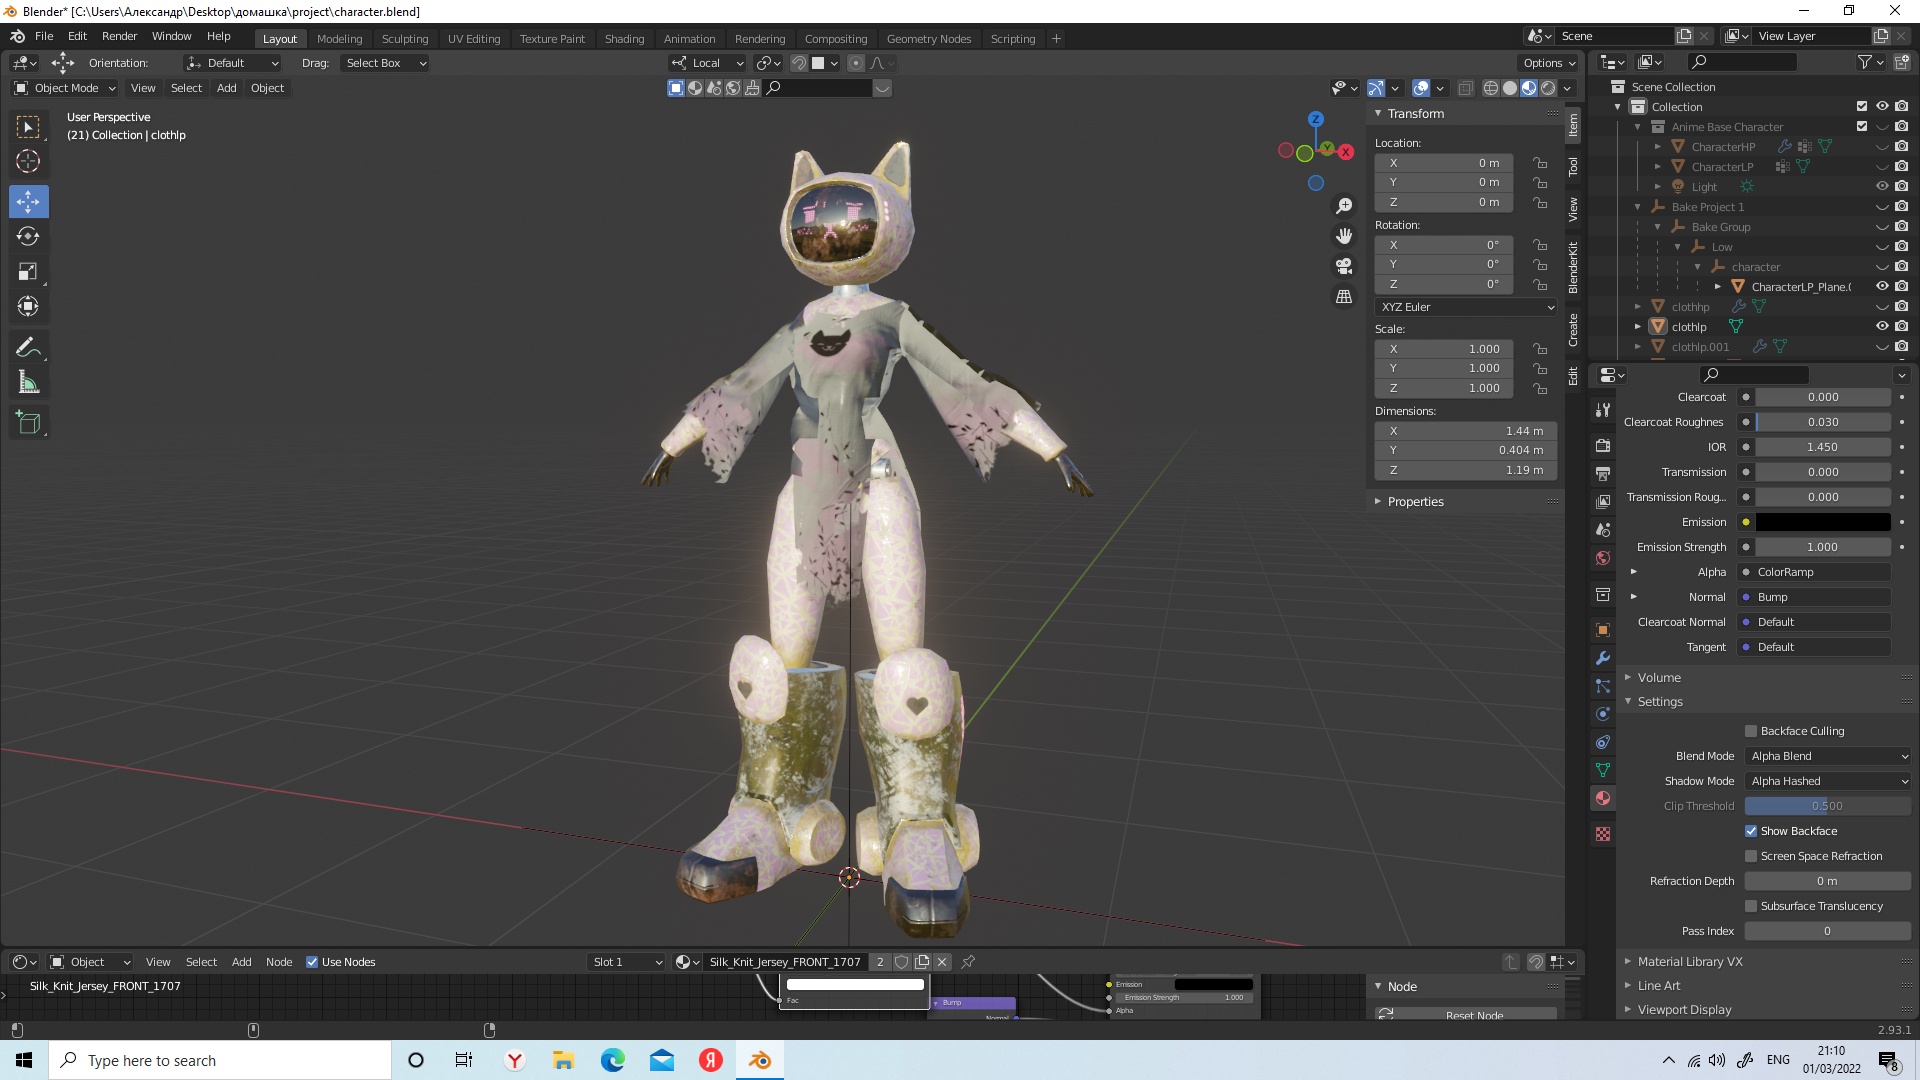 Blender* [C:\Users\Александр\Desktop\домашка\project\character.blend]
File Edit Render Window Help
Layout Modeling Sculpting UV Editing Texture Paint Shading Animation Rendering Compositing Geometry Nodes Scripting +
Scene
View Layer
Orientation: Default Drag: Select Box
Local
Options
Object Mode View Select Add Object
User Perspective
(21) Collection | clothlp
Z
Y
X
Transform
Location:
X 0 m
Y 0 m
Z 0 m
Rotation:
X 0°
Y 0°
Z 0°
XYZ Euler
Scale:
X 1.000
Y 1.000
Z 1.000
Dimensions:
X 1.44 m
Y 0.404 m
Z 1.19 m
Properties
Item
Tool
View
BlenderKit
Create
Edit
Scene Collection
Collection
Anime Base Character
CharacterHP
CharacterLP
Light
Bake Project 1
Bake Group
Low
character
CharacterLP_Plane.(
clothhp
clothlp
clothlp.001
Clearcoat 0.000
Clearcoat Roughnes 0.030
IOR 1.450
Transmission 0.000
Transmission Roug... 0.000
Emission
Emission Strength 1.000
Alpha ColorRamp
Normal Bump
Clearcoat Normal Default
Tangent Default
Volume
Settings
Backface Culling
Blend Mode Alpha Blend
Shadow Mode Alpha Hashed
Clip Threshold 0.500
Show Backface
Screen Space Refraction
Refraction Depth 0 m
Subsurface Translucency
Pass Index 0
Material Library VX
Line Art
Viewport Display
Object View Select Add Node Use Nodes
Slot 1
Silk_Knit_Jersey_FRONT_1707 2
Silk_Knit_Jersey_FRONT_1707
Fac
Bump
Normal
Emission
Emission Strength 1.000
Alpha
Node
Reset Node
2.93.1
Type here to search
ENG
21:10
01/03/2022
8